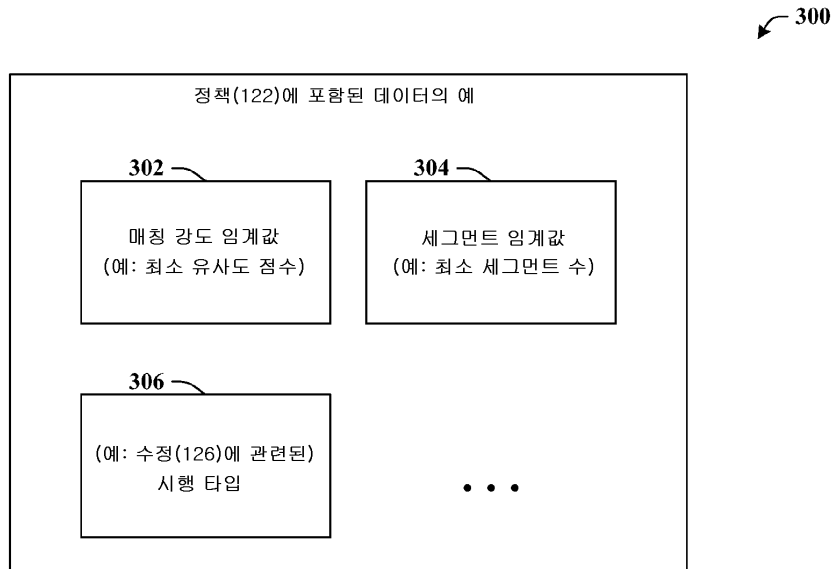 300
정책(122)에 포함된 데이터의 예
302
304
매칭 강도 임계값
(예: 최소 유사도 점수)
세그먼트 임계값
(예: 최소 세그먼트 수)
306
(예: 수정(126)에 관련된)
시행 타입
• • •